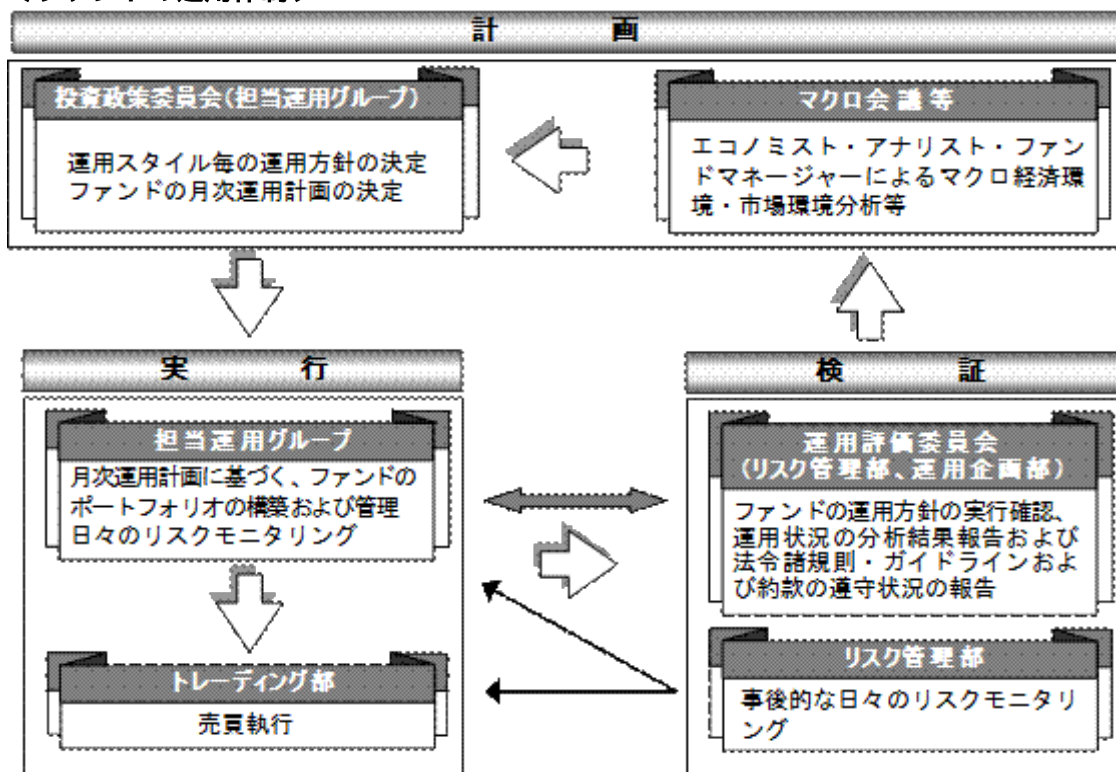 計 画
投資政策委員会(担当運用グループ)
運用スタイル毎の運用方針の決定
ファンドの月次運用計画の決定
マクロ会議等
エコノミスト・アナリスト・ファン
ドマネージャーによるマクロ経済環
境・市場環境分析等
実 行
担当運用グループ
月次運用計画に基づく、ファンドの
ポートフォリオの構築および管理
日々のリスクモニタリング
トレーディング部
売買執行
検 証
運用評価委員会
(リスク管理部、運用企画部)
ファンドの運用方針の実行確認、
運用状況の分析結果報告および
法令諸規則・ガイドラインおよ
び約款の遵守状況の報告
リスク管理部
事後的な日々のリスクモニタリ
ング